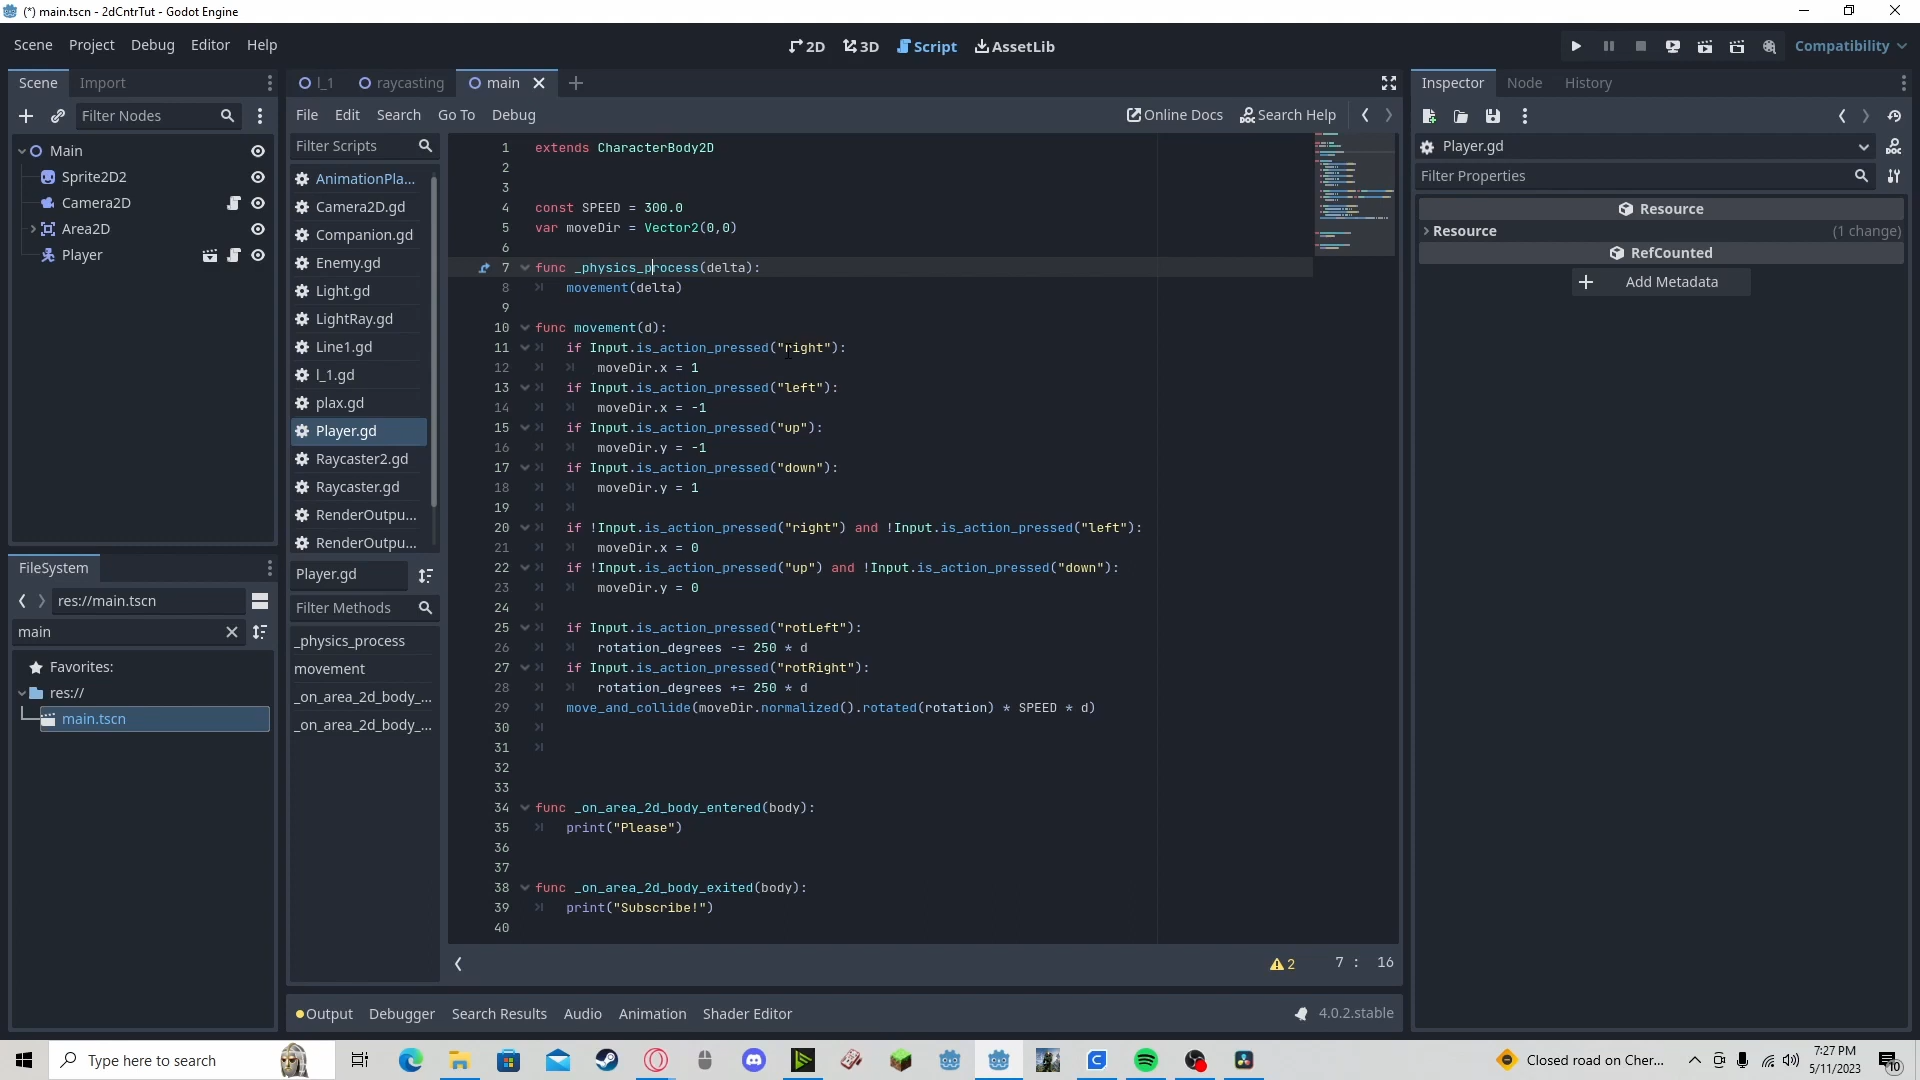 (*) main.tscn - 2dCntrTut - Godot Engine
Scene Project Debug Editor Help
2D 3D Script AssetLib
Compatibility
Scene Import
Filter Nodes
Main
Sprite2D2
Camera2D
Area2D
Player
FileSystem
res://main.tscn
main
Favorites:
res://
main.tscn
l_1 raycasting main
File Edit Search Go To Debug
Online Docs Search Help
Filter Scripts
AnimationPla...
Camera2D.gd
Companion.gd
Enemy.gd
Light.gd
LightRay.gd
Line1.gd
l_1.gd
plax.gd
Player.gd
Raycaster2.gd
Raycaster.gd
RenderOutpu...
RenderOutpu...
Player.gd
Filter Methods
_physics_process
movement
_on_area_2d_body_...
_on_area_2d_body_...
1 extends CharacterBody2D
2
3
4 const SPEED = 300.0
5 var moveDir = Vector2(0,0)
6
7 func _physics_process(delta):
8 movement(delta)
9
10 func movement(d):
11 if Input.is_action_pressed("right"):
12 moveDir.x = 1
13 if Input.is_action_pressed("left"):
14 moveDir.x = -1
15 if Input.is_action_pressed("up"):
16 moveDir.y = -1
17 if Input.is_action_pressed("down"):
18 moveDir.y = 1
19
20 if !Input.is_action_pressed("right") and !Input.is_action_pressed("left"):
21 moveDir.x = 0
22 if !Input.is_action_pressed("up") and !Input.is_action_pressed("down"):
23 moveDir.y = 0
24
25 if Input.is_action_pressed("rotLeft"):
26 rotation_degrees -= 250 * d
27 if Input.is_action_pressed("rotRight"):
28 rotation_degrees += 250 * d
29 move_and_collide(moveDir.normalized().rotated(rotation) * SPEED * d)
30
31
32
33
34 func _on_area_2d_body_entered(body):
35 print("Please")
36
37
38 func _on_area_2d_body_exited(body):
39 print("Subscribe!")
40
2 7 : 16
Output Debugger Search Results Audio Animation Shader Editor
4.0.2.stable
Inspector Node History
Player.gd
Filter Properties
Resource
Resource (1 change)
RefCounted
Add Metadata
Type here to search
Closed road on Cher...
7:27 PM
5/11/2023
10